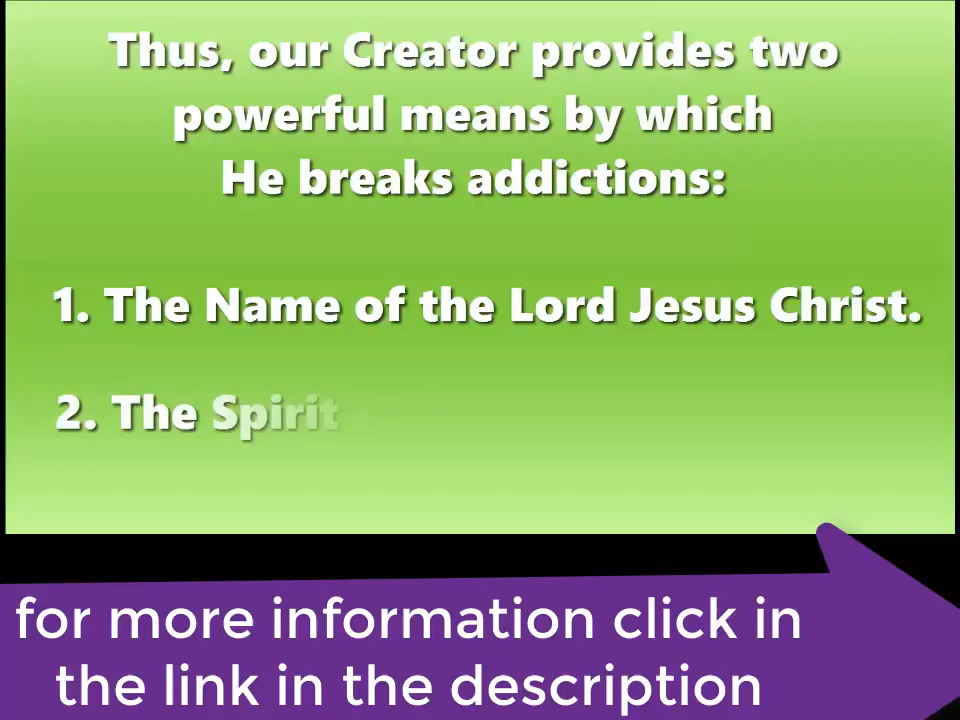 Thus, our Creator provides two
powerful means by which
He breaks addictions:
1. The Name of the Lord Jesus Christ.
2. The Spirit
for more information click in
the link in the description